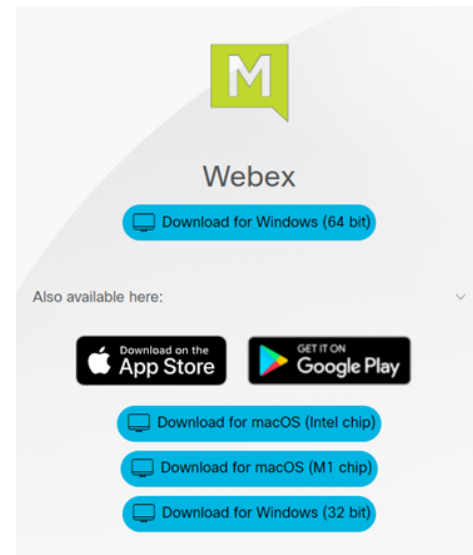 M
Webex
Download for Windows (64 bit)
Also available here:
Download on the
App Store
GET IT ON
Google Play
Download for macOS (Intel chip)
Download for macOS (M1 chip)
Download for Windows (32 bit)